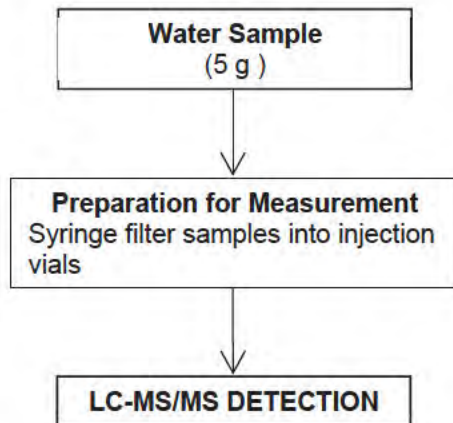 Water Sample
(5 g )
Preparation for Measurement
Syringe filter samples into injection
vials
LC-MS/MS DETECTION